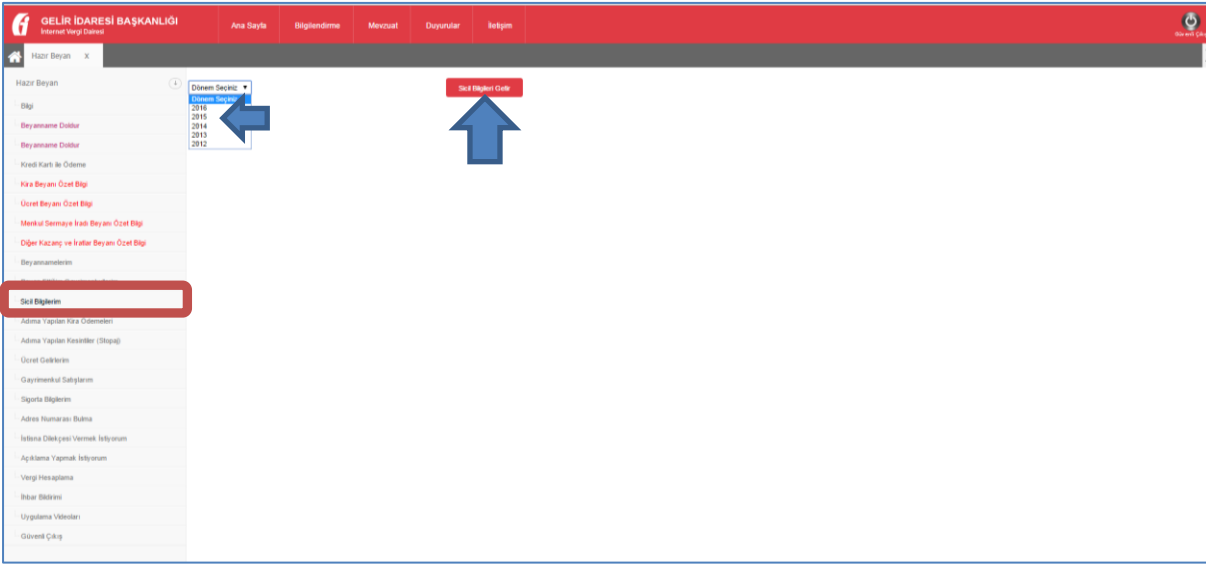 GELİR İDARESİ BAŞKANLIĞI
İnternet Vergi Dairesi
Ana Sayfa Bilgilendirme Mevzuat Duyurular İletişim
Güvenli Çıkış
Hazır Beyan X
Hazır Beyan
Dönem Seçiniz
Sicil Bilgileri Getir
Dönem Seçiniz
2016
2015
2014
2013
2012
Bilgi
Beyanname Doldur
Beyanname Doldur
Kredi Kartı ile Ödeme
Kira Beyanı Özet Bilgi
Ücret Beyanı Özet Bilgi
Menkul Sermaye İradı Beyanı Özet Bilgi
Diğer Kazanç ve İratlar Beyanı Özet Bilgi
Beyannamelerim
Sicil Bilgilerim
Adıma Yapılan Kira Ödemeleri
Adıma Yapılan Kesintiler (Stopaj)
Ücret Gelirlerim
Gayrimenkul Satışlarım
Sigorta Bilgilerim
Adres Numarası Bulma
İstisna Dilekçesi Vermek İstiyorum
Açıklama Yapmak İstiyorum
Vergi Hesaplama
İhbar Bildirimi
Uygulama Videoları
Güvenli Çıkış